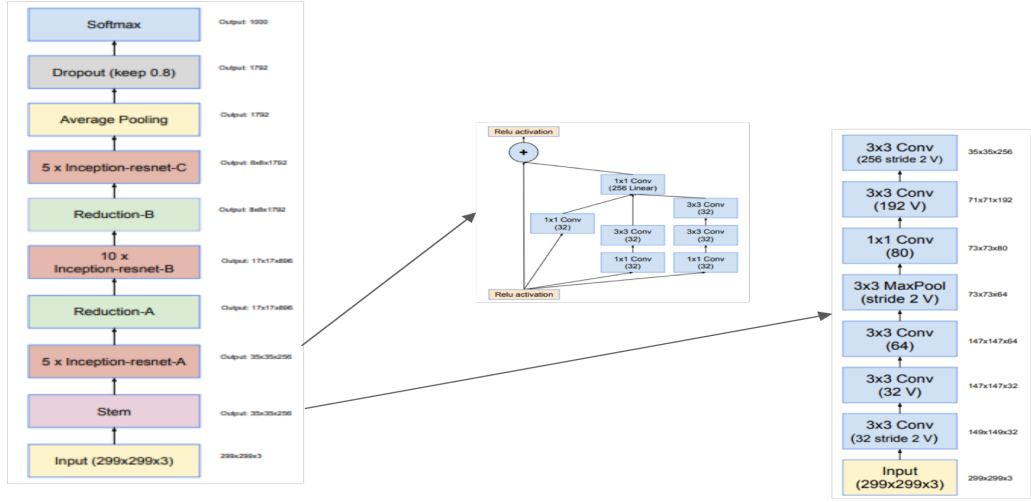 Softmax
Output: 1000
Dropout (keep 0.8)
Output: 1792
Average Pooling
Output: 1792
5 x Inception-resnet-C
Output: 8x8x1792
Reduction-B
Output: 8x8x1792
10 x
Inception-resnet-B
Output: 17x17x896
Reduction-A
Output: 17x17x896
5 x Inception-resnet-A
Output: 35x35x256
Stem
Output: 35x35x256
Input (299x299x3)
299x299x3
Relu activation
+
1x1 Conv
(256 Linear)
1x1 Conv
(32)
3x3 Conv
(32)
1x1 Conv
(32)
3x3 Conv
(32)
3x3 Conv
(32)
1x1 Conv
(32)
Relu activation
3x3 Conv
(256 stride 2 V)
35x35x256
3x3 Conv
(192 V)
71x71x192
1x1 Conv
(80)
73x73x80
3x3 MaxPool
(stride 2 V)
73x73x64
3x3 Conv
(64)
147x147x64
3x3 Conv
(32 V)
147x147x32
3x3 Conv
(32 stride 2 V)
149x149x32
Input
(299x299x3)
299x299x3